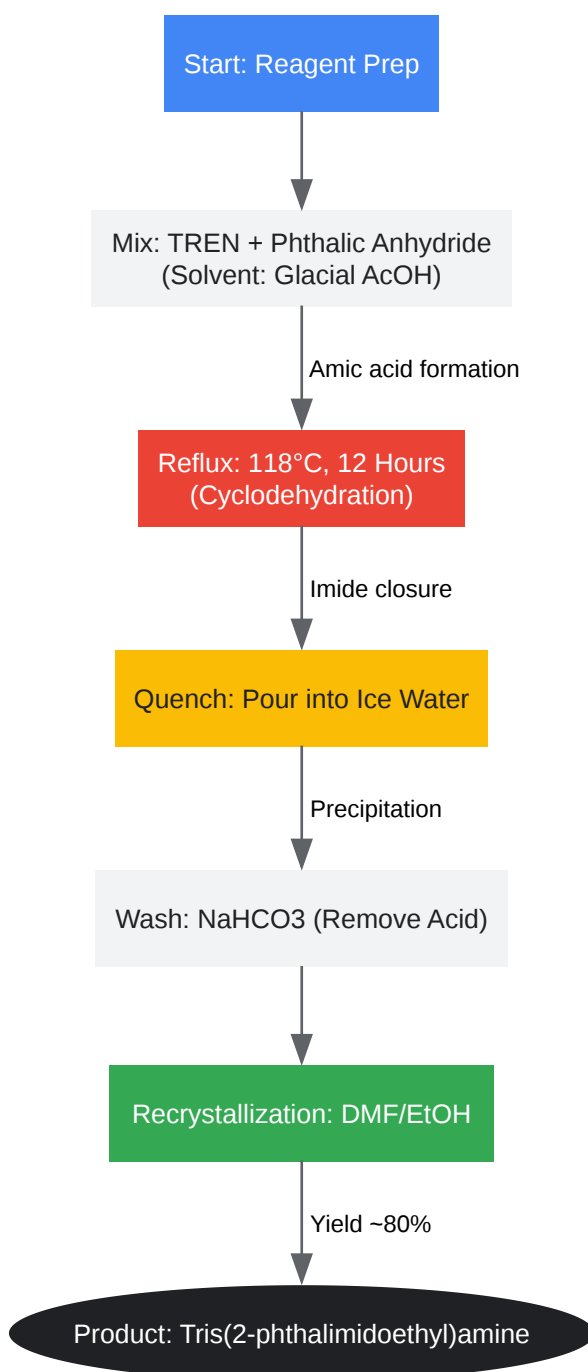 Start: Reagent Prep
Mix: TREN + Phthalic Anhydride
(Solvent: Glacial AcOH)
Amic acid formation
Reflux: 118°C, 12 Hours
(Cyclodehydration)
Imide closure
Quench: Pour into Ice Water
Precipitation
Wash: NaHCO3 (Remove Acid)
Recrystallization: DMF/EtOH
Yield ~80%
Product: Tris(2-phthalimidoethyl)amine